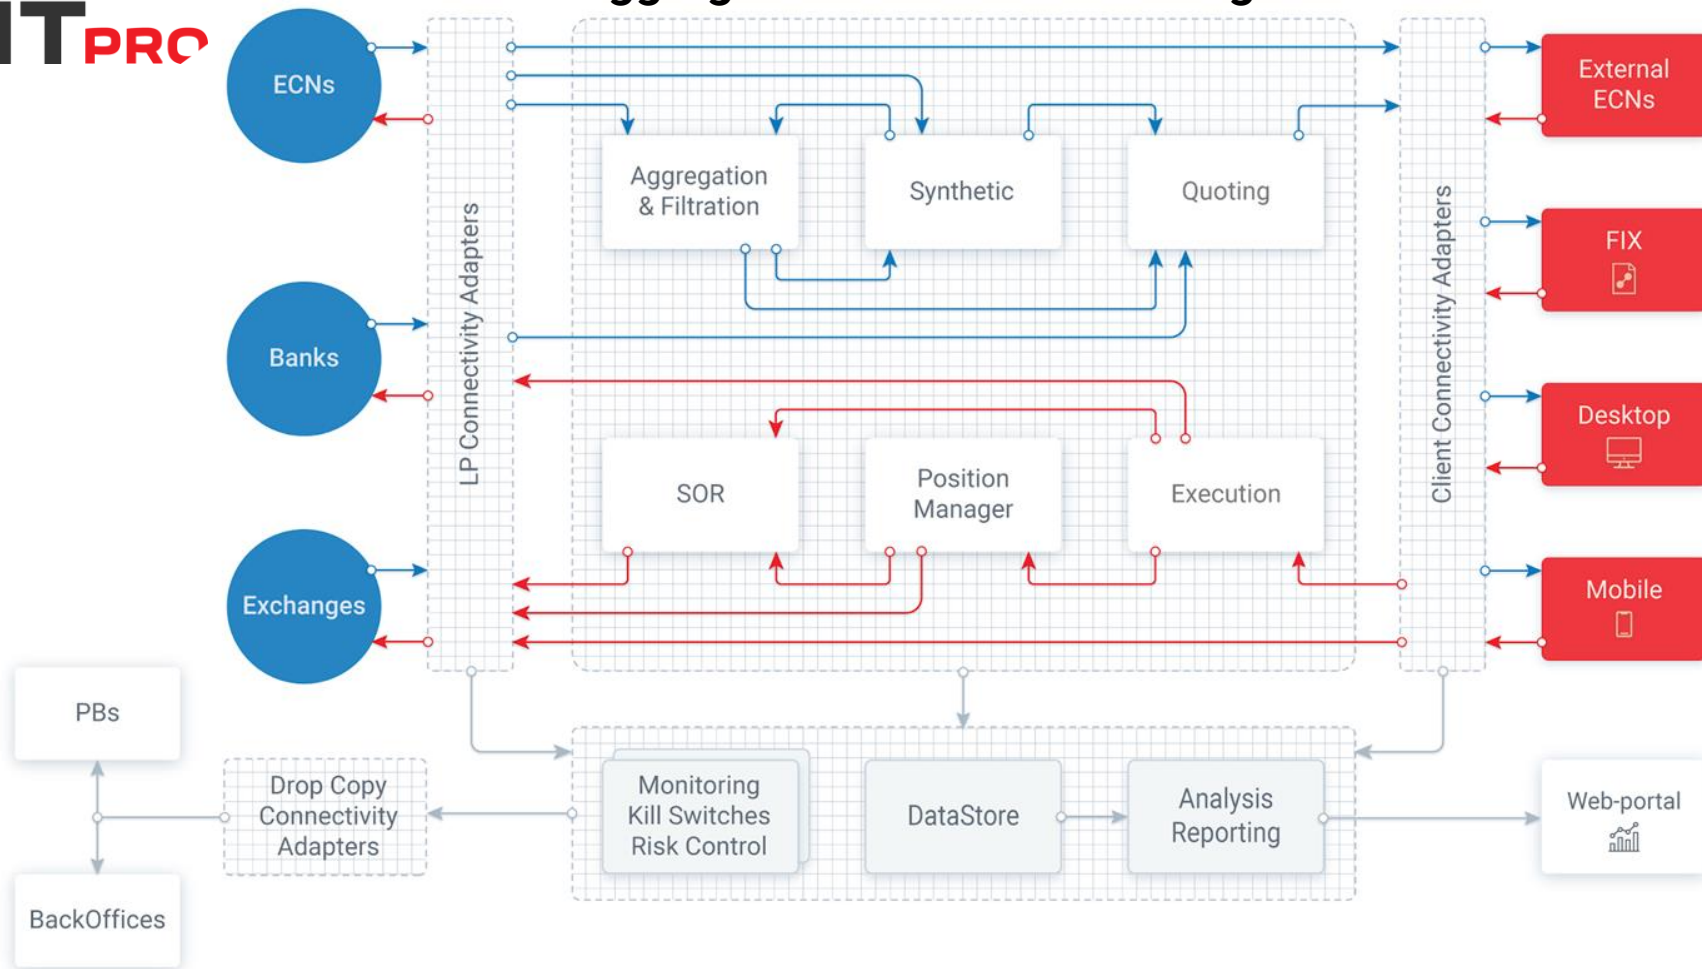 IT PRO
ECNs
Banks
Exchanges
LP Connectivity Adapters
Aggregation
& Filtration
Synthetic
Quoting
SOR
Position
Manager
Execution
Client Connectivity Adapters
External
ECNs
FIX
Desktop
Mobile
PBs
BackOffices
Drop Copy
Connectivity
Adapters
Monitoring
Kill Switches
Risk Control
DataStore
Analysis
Reporting
Web-portal